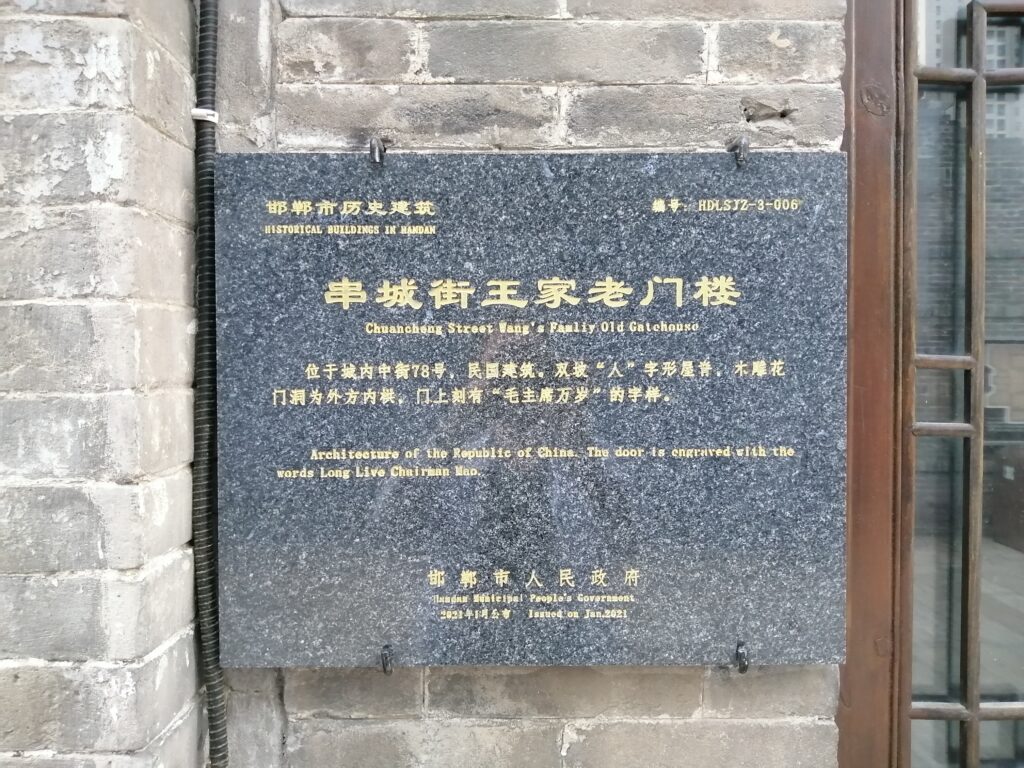 邯郸市历史建筑
HISTORICAL BUILDINGS IN HANDAN
编号：HDLSJZ-3-006
串城街王家老门楼
Chuancheng Street Wang's Famliy Old Gatehouse
位于城内中街78号，民国建筑。双坡“人”字形屋脊，木雕花
门洞为外方内拱，门上刻有“毛主席万岁”的字样。
Architecture of the Republic of China. The door is engraved with the
words Long Live Chairman Mao.
邯郸市人民政府
Handan Municipal People's Government
2021年1月公布 Issued on Jan.2021